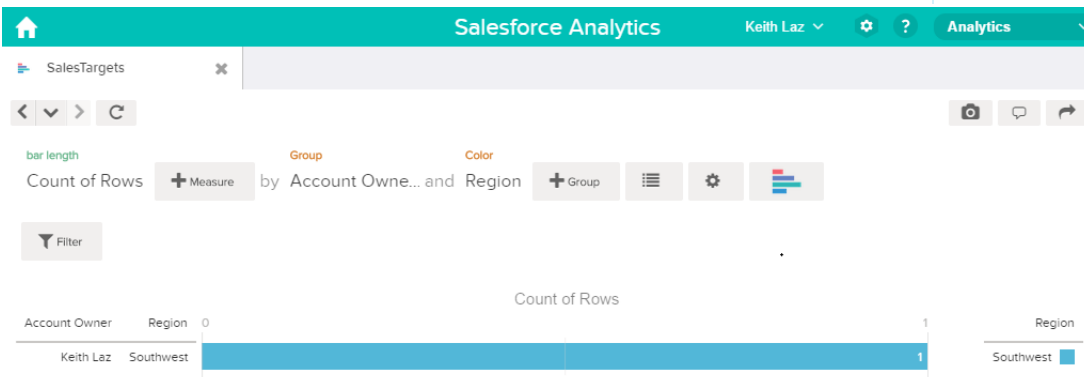 Salesforce Analytics Keith Laz ? Analytics
SalesTargets
bar length Group Color
Count of Rows + Measure by Account Owne... and Region + Group
Filter
Count of Rows
Account Owner Region 0 1 Region
Keith Laz Southwest 1 Southwest